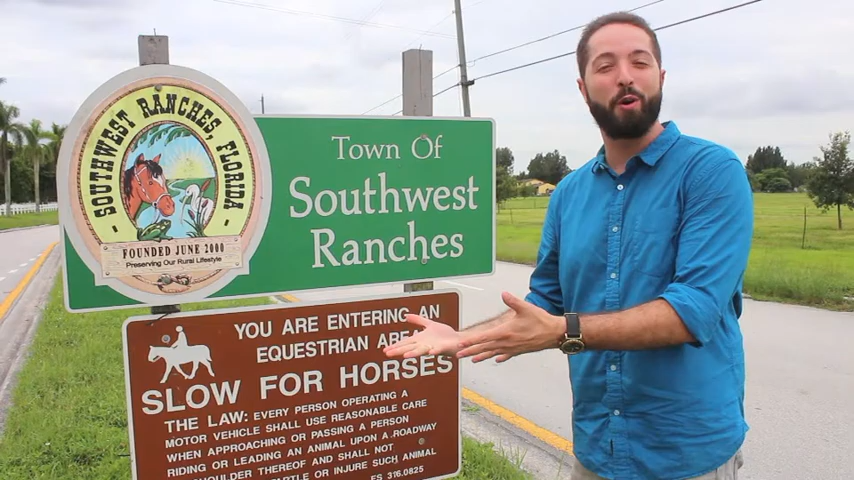 SOUTHWEST RANCHES FLORIDA
FOUNDED JUNE 2000
Preserving Our Rural Lifestyle
Town Of
Southwest
Ranches
YOU ARE ENTERING AN
EQUESTRIAN
SLOW FOR HORSES
THE LAW: EVERY PERSON OPERATING A
MOTOR VEHICLE SHALL USE REASONABLE CARE
WHEN APPROACHING OR PASSING A PERSON
RIDING OR LEADING AN ANIMAL UPON A ROADWAY
SHOULDER THEREOF AND SHALL NOT
OR INJURE SUCH ANIMAL
FS 316.0825